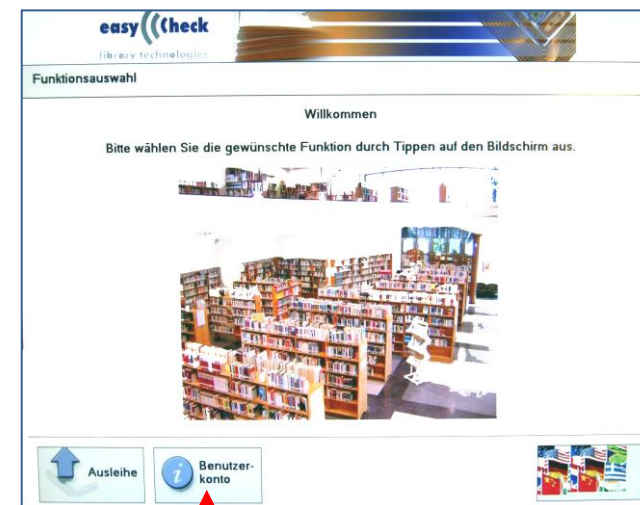 easy((Check
library technologies
Funktionsauswahl
Willkommen
Bitte wählen Sie die gewünschte Funktion durch Tippen auf den Bildschirm aus.
Ausleihe
Benutzer-
konto